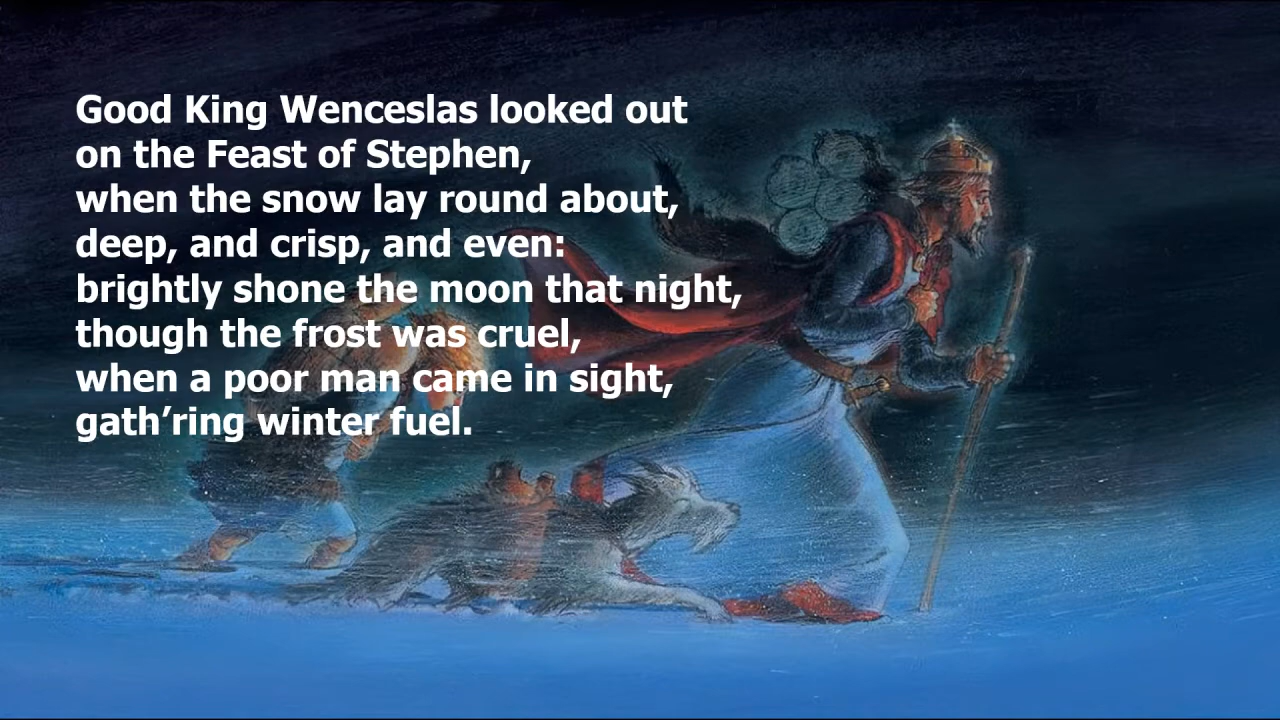 Good King Wenceslas looked out
on the Feast of Stephen,
when the snow lay round about,
deep, and crisp, and even:
brightly shone the moon that night,
though the frost was cruel,
when a poor man came in sight,
gath’ring winter fuel.